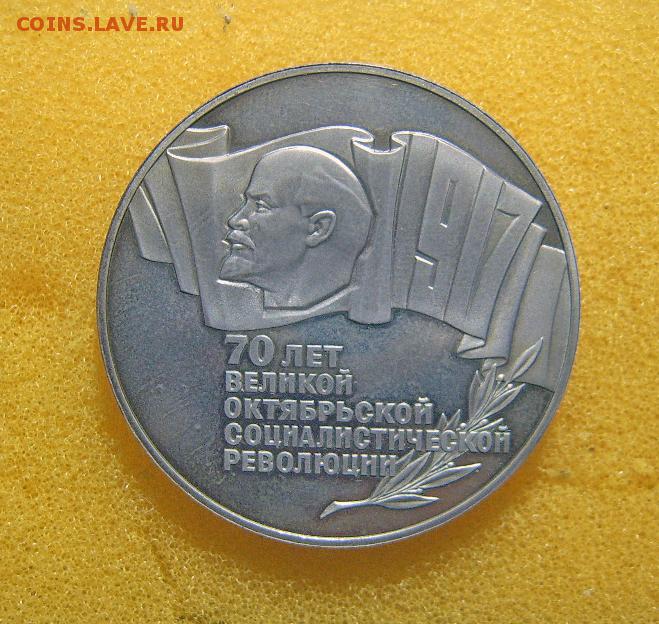 COINS.LAVE.RU
1917
70 ЛЕТ
ВЕЛИКОЙ
ОКТЯБРЬСКОЙ
СОЦИАЛИСТИЧЕСКОЙ
РЕВОЛЮЦИИ